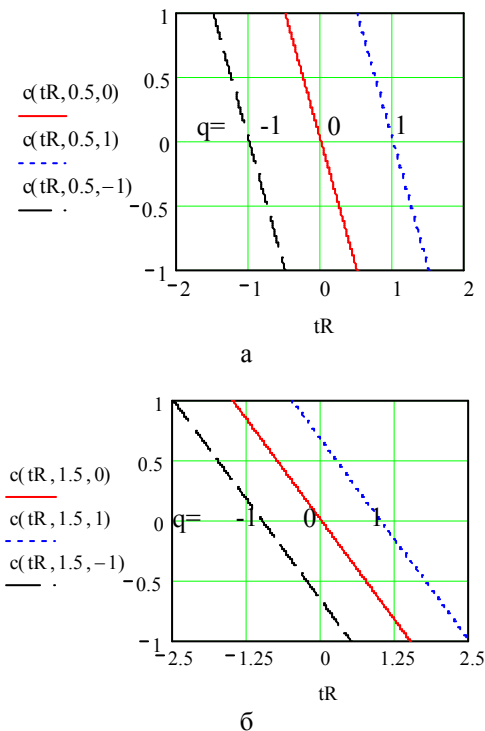 1
0.5
0
−0.5
−1
c(tR, 0.5, 0)
c(tR, 0.5, 1)
c(tR, 0.5, −1)
q= -1 0 1
−2 −1 0 1 2
tR
а
1
0.5
0
−0.5
−1
c(tR, 1.5, 0)
c(tR, 1.5, 1)
c(tR, 1.5, −1)
q= -1 0 1
−2.5 −1.25 0 1.25 2.5
tR
б